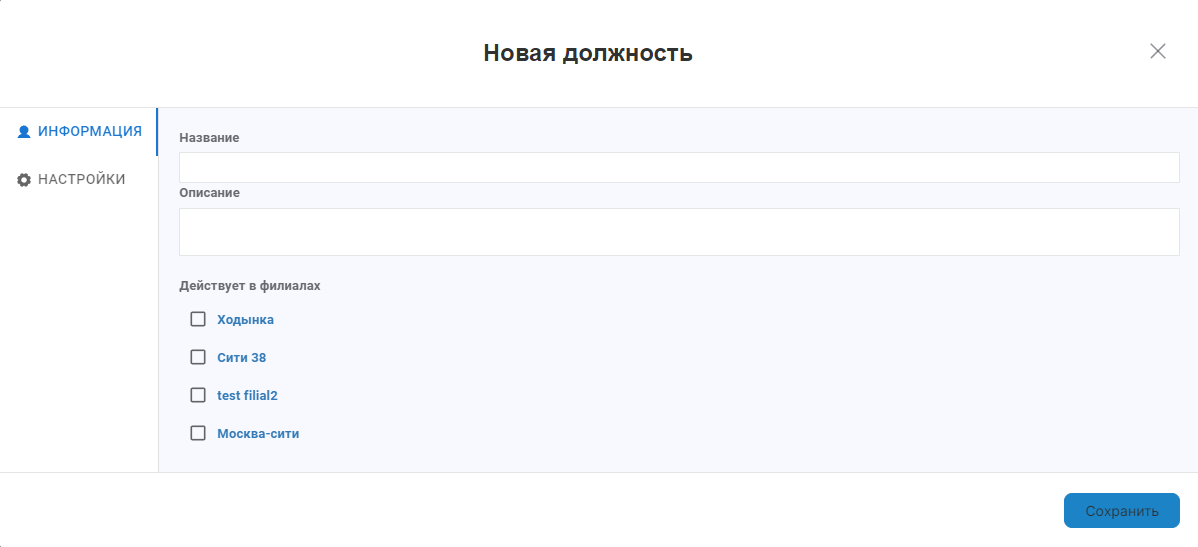 Новая должность
ИНФОРМАЦИЯ
НАСТРОЙКИ
Название
Описание
Действует в филиалах
Ходынка
Сити 38
test filial2
Москва-сити
Сохранить